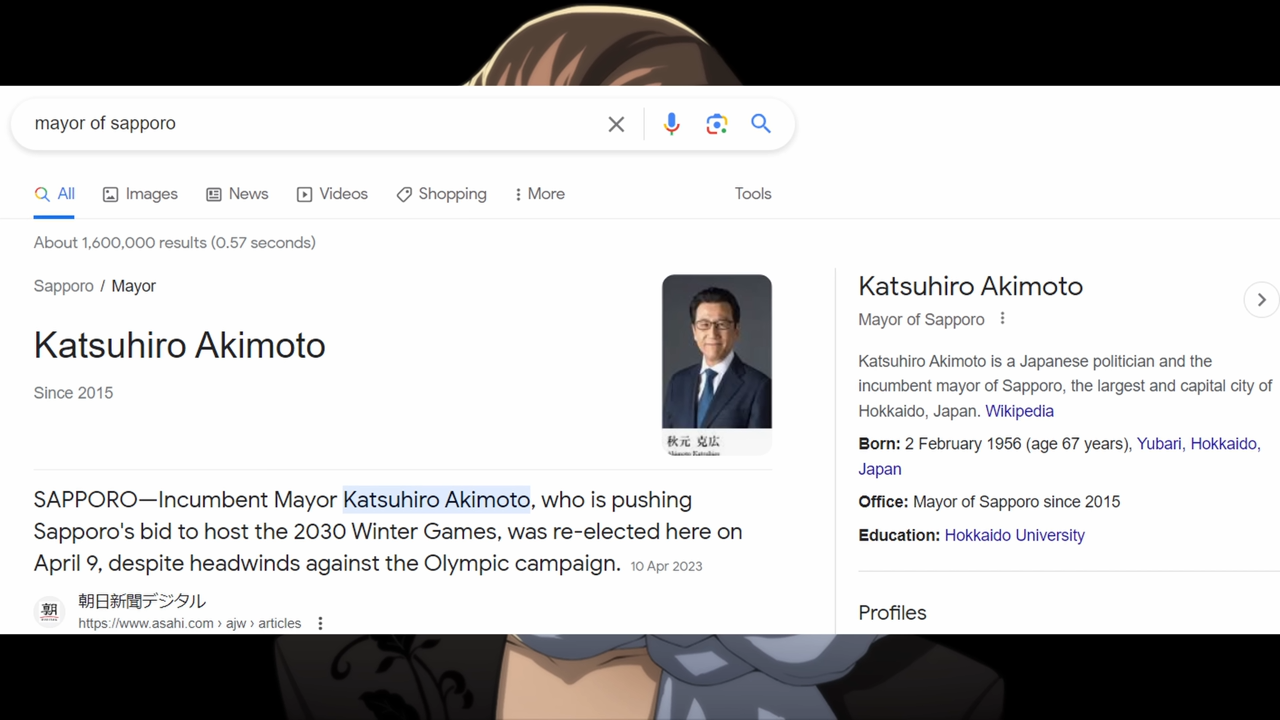 mayor of sapporo
All
Images
News
Videos
Shopping
More
Tools
About 1,600,000 results (0.57 seconds)
Sapporo / Mayor
Katsuhiro Akimoto
Since 2015
秋元 克広
SAPPORO—Incumbent Mayor Katsuhiro Akimoto, who is pushing
Sapporo's bid to host the 2030 Winter Games, was re-elected here on
April 9, despite headwinds against the Olympic campaign. 10 Apr 2023
朝日新聞デジタル
https://www.asahi.com › ajw › articles
Katsuhiro Akimoto
Mayor of Sapporo
Katsuhiro Akimoto is a Japanese politician and the
incumbent mayor of Sapporo, the largest and capital city of
Hokkaido, Japan. Wikipedia
Born: 2 February 1956 (age 67 years), Yubari, Hokkaido,
Japan
Office: Mayor of Sapporo since 2015
Education: Hokkaido University
Profiles